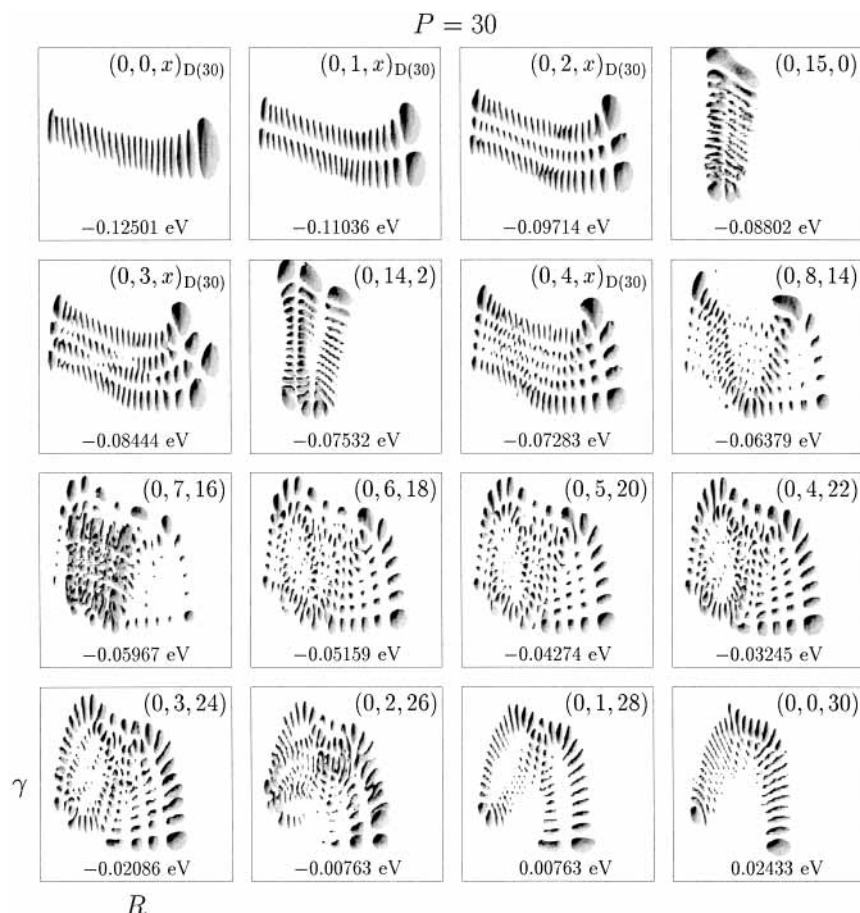 P = 30
(0, 0, x)D(30)
(0, 1, x)D(30)
(0, 2, x)D(30)
(0, 15, 0)
−0.12501 eV
−0.11036 eV
−0.09714 eV
−0.08802 eV
(0, 3, x)D(30)
(0, 14, 2)
(0, 4, x)D(30)
(0, 8, 14)
−0.08444 eV
−0.07532 eV
−0.07283 eV
−0.06379 eV
(0, 7, 16)
(0, 6, 18)
(0, 5, 20)
(0, 4, 22)
−0.05967 eV
−0.05159 eV
−0.04274 eV
−0.03245 eV
(0, 3, 24)
(0, 2, 26)
(0, 1, 28)
(0, 0, 30)
γ
−0.02086 eV
−0.00763 eV
0.00763 eV
0.02433 eV
R